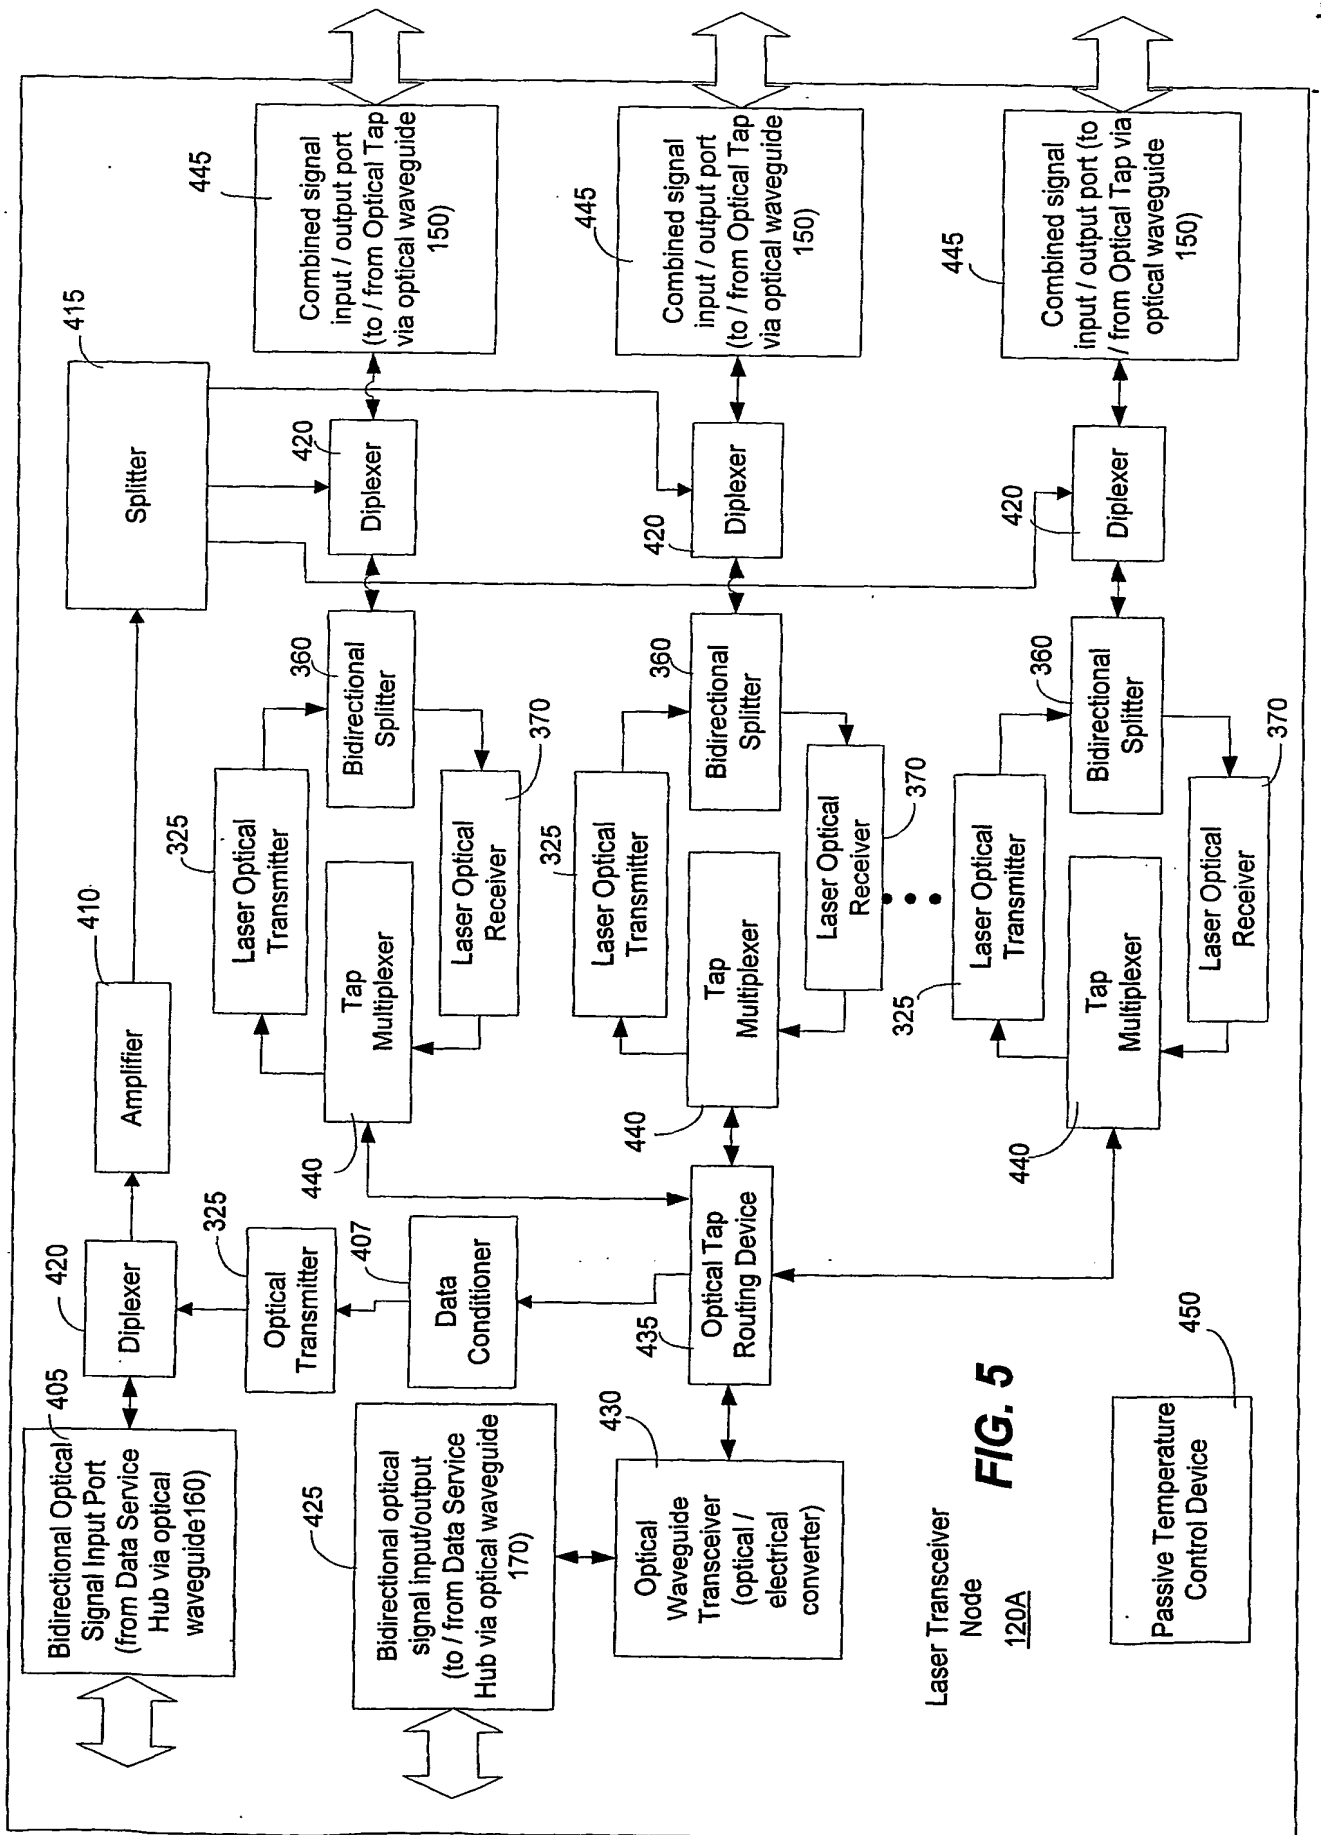 Bidirectional Optical
Signal Input Port
(from Data Service
Hub via optical
waveguide160)
405
Diplexer
420
Amplifier
410
Splitter
415
Optical
Transmitter
325
Data
Conditioner
407
Bidirectional optical
signal input/output
(to / from Data Service
Hub via optical waveguide
170)
425
Optical
Waveguide
Transceiver
(optical /
electrical
converter)
430
Optical Tap
Routing Device
435
Tap
Multiplexer
440
Laser Optical
Transmitter
325
Laser Optical
Receiver
370
Bidirectional
Splitter
360
Diplexer
420
Combined signal
input / output port
(to / from Optical Tap
via optical waveguide
150)
445
Tap
Multiplexer
440
Laser Optical
Transmitter
325
Laser Optical
Receiver
370
Bidirectional
Splitter
360
Diplexer
420
Combined signal
input / output port
(to / from Optical Tap
via optical waveguide
150)
445
Tap
Multiplexer
440
Laser Optical
Transmitter
325
Laser Optical
Receiver
370
Bidirectional
Splitter
360
Diplexer
420
Combined signal
input / output port (to
/ from Optical Tap via
optical waveguide
150)
445
Laser Transceiver
Node
120A
FIG. 5
Passive Temperature
Control Device
450